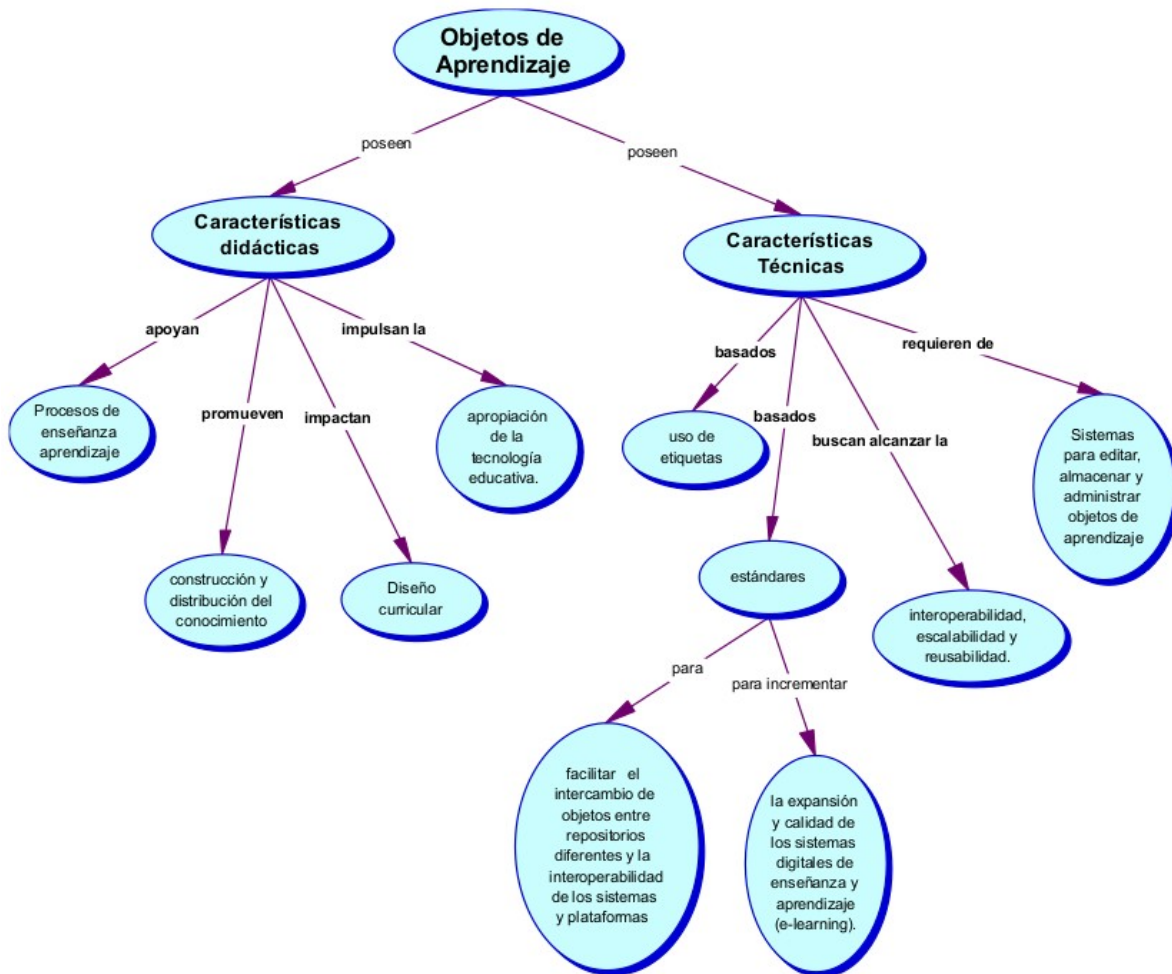 Objetos de
Aprendizaje
poseen
poseen
Características
didácticas
Características
Técnicas
apoyan
impulsan la
promueven
impactan
basados
requieren de
basados
buscan alcanzar la
Procesos de
enseñanza
aprendizaje
apropiación
de la
tecnología
educativa.
uso de
etiquetas
Sistemas
para editar,
almacenar y
administrar
objetos de
aprendizaje
construcción y
distribución del
conocimiento
Diseño
curricular
estándares
interoperabilidad,
escalabilidad y
reusabilidad.
para
para incrementar
facilitar el
intercambio de
objetos entre
repositorios
diferentes y la
interoperabilidad
de los sistemas
y plataformas
la expansión
y calidad de
los sistemas
digitales de
enseñanza y
aprendizaje
(e-learning).